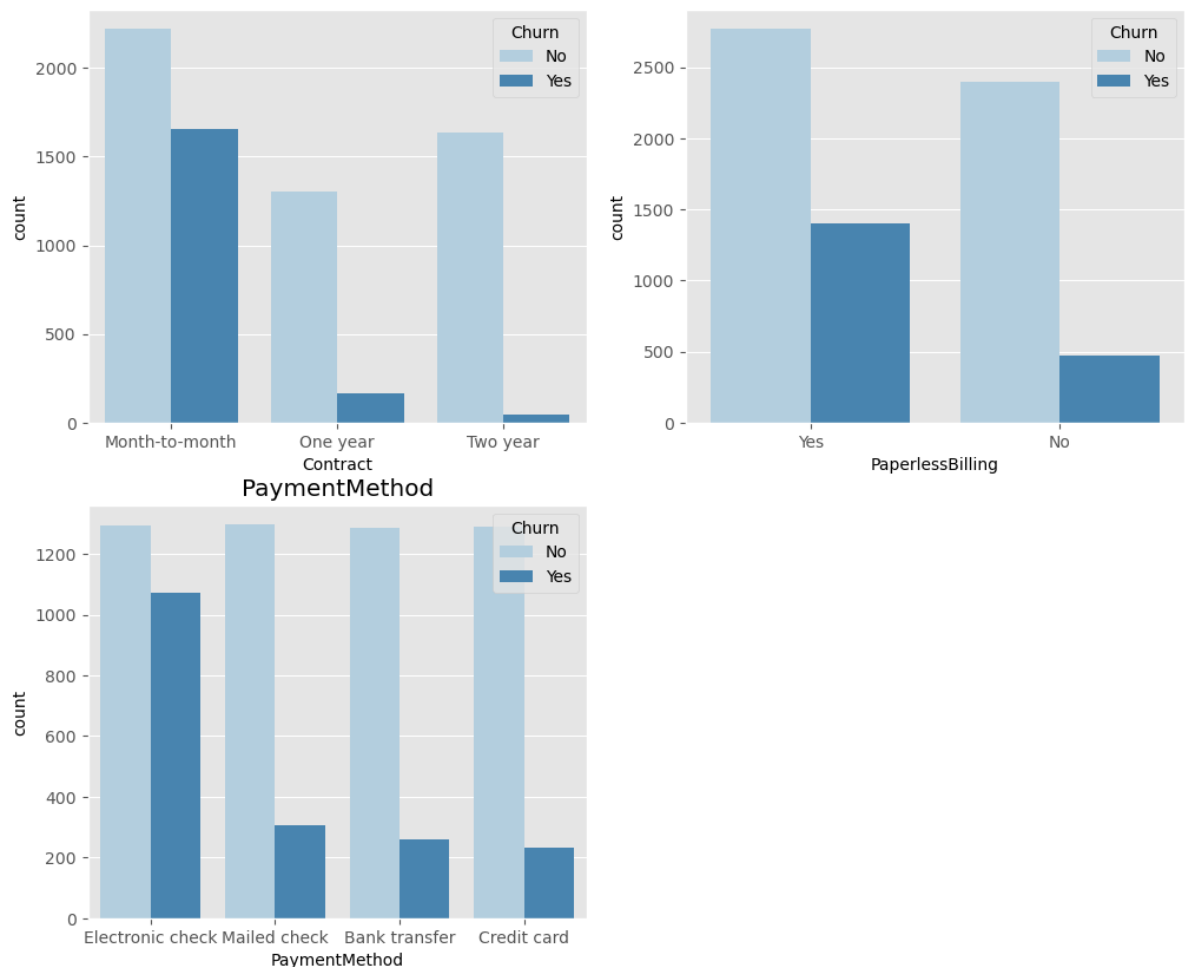 Churn
No
Yes
2000
1500
1000
500
0
count
Month-to-month One year Two year
Contract
Churn
No
Yes
2500
2000
1500
1000
500
0
count
Yes No
PaperlessBilling
PaymentMethod
Churn
No
Yes
1200
1000
800
600
400
200
0
count
Electronic check Mailed check Bank transfer Credit card
PaymentMethod